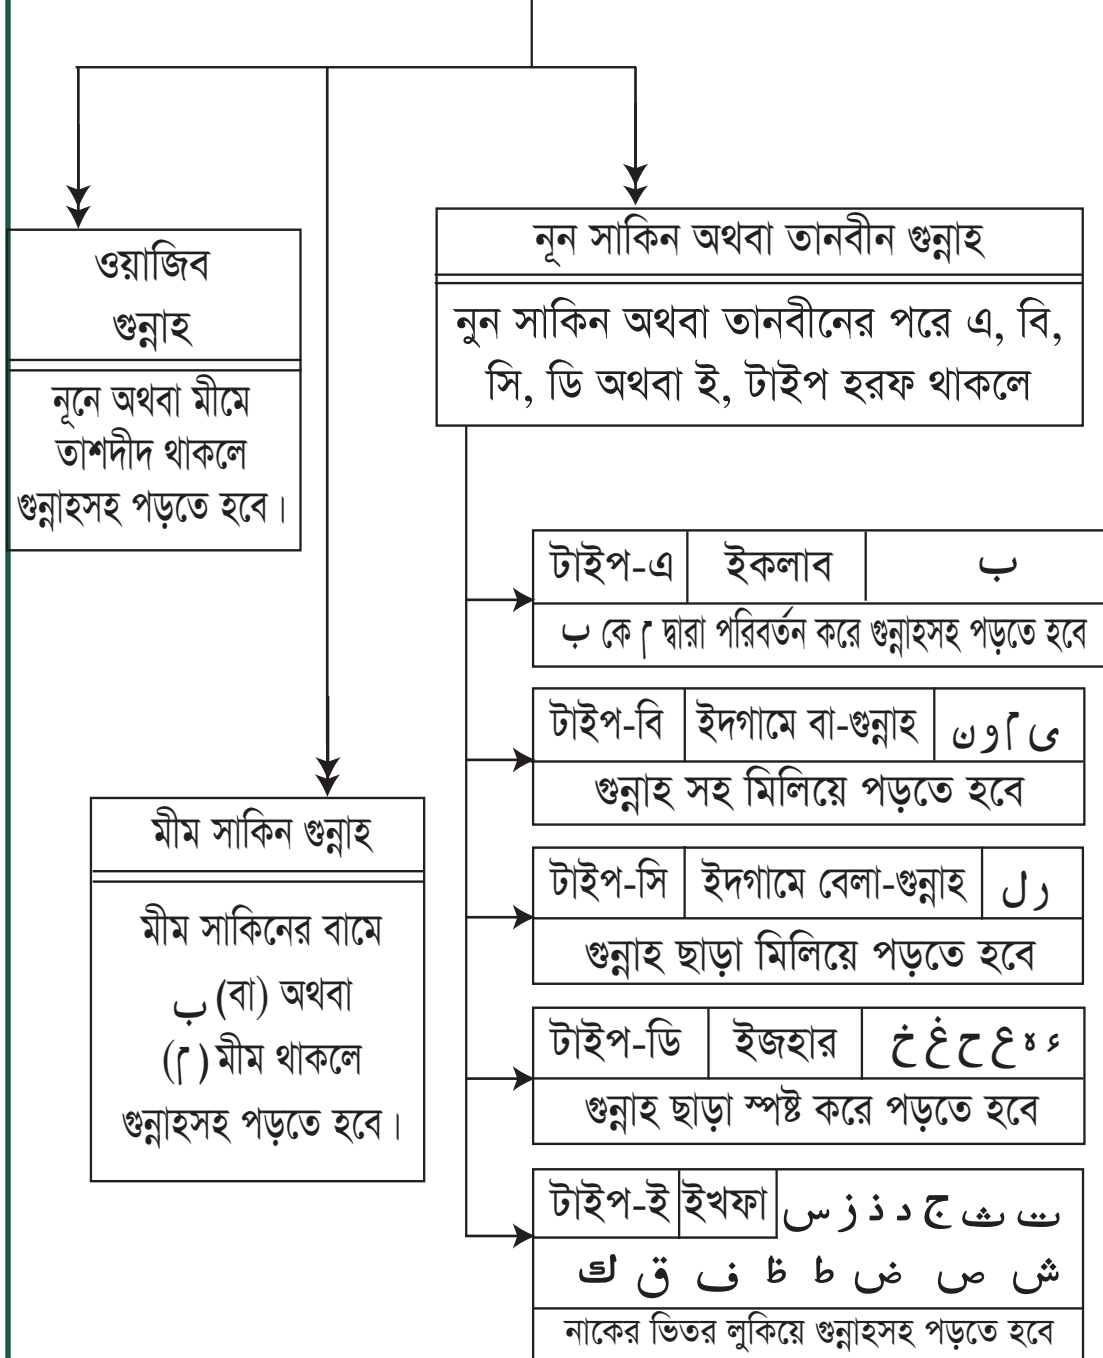 ওয়াজিব
গুন্নাহ
নূনে অথবা মীমে
তাশদীদ থাকলে
গুন্নাহসহ পড়তে হবে।
মীম সাকিন গুন্নাহ
মীম সাকিনের বামে
ب (বা) অথবা
(م) মীম থাকলে
গুন্নাহসহ পড়তে হবে।
নূন সাকিন অথবা তানবীন গুন্নাহ
নুন সাকিন অথবা তানবীনের পরে এ, বি,
সি, ডি অথবা ই, টাইপ হরফ থাকলে
টাইপ-এ ইকলাব ب
ب কে م দ্বারা পরিবর্তন করে গুন্নাহসহ পড়তে হবে
টাইপ-বি ইদগামে বা-গুন্নাহ ى م و ن
গুন্নাহ সহ মিলিয়ে পড়তে হবে
টাইপ-সি ইদগামে বেলা-গুন্নাহ ر ل
গুন্নাহ ছাড়া মিলিয়ে পড়তে হবে
টাইপ-ডি ইজহার ء ه ع ح غ خ
গুন্নাহ ছাড়া স্পষ্ট করে পড়তে হবে
টাইপ-ই ইখফা ت ث ج د ذ ز س
ش ص ض ط ظ ف ق ك
নাকের ভিতর লুকিয়ে গুন্নাহসহ পড়তে হবে